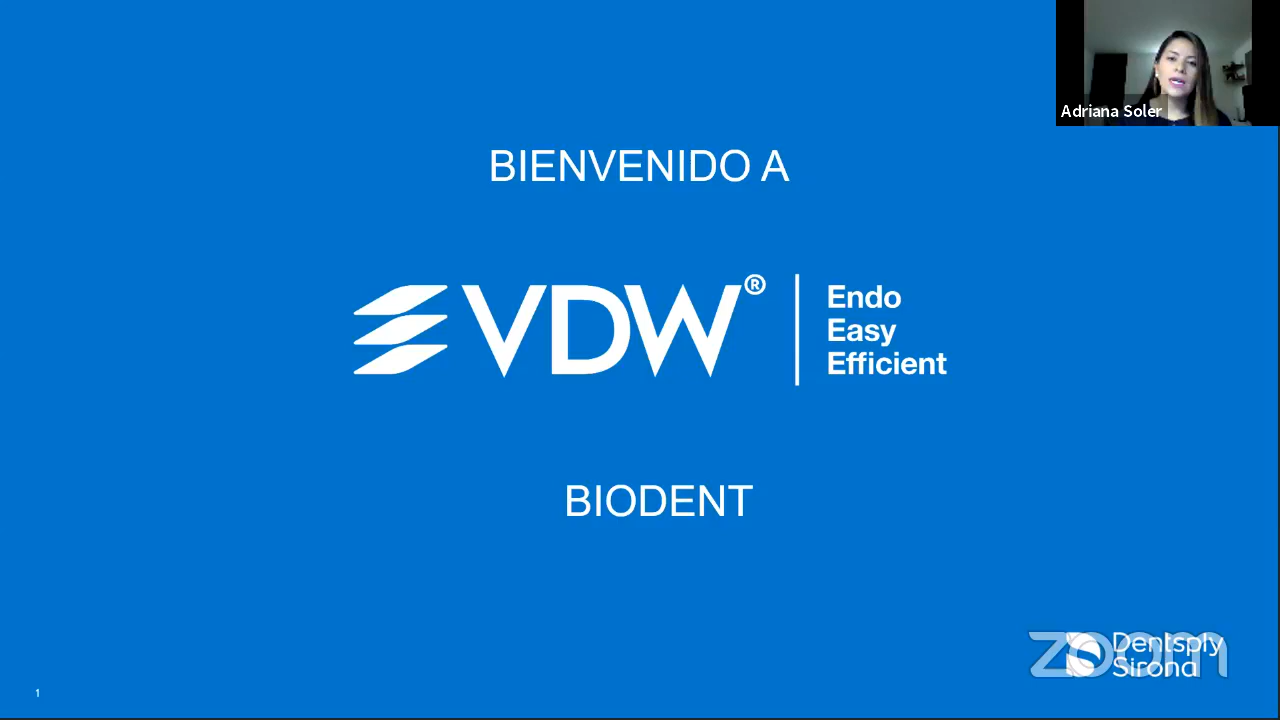 Adriana Soler
BIENVENIDO A
VDW®
Endo
Easy
Efficient
BIODENT
zoom
Dentsply
Sirona
1